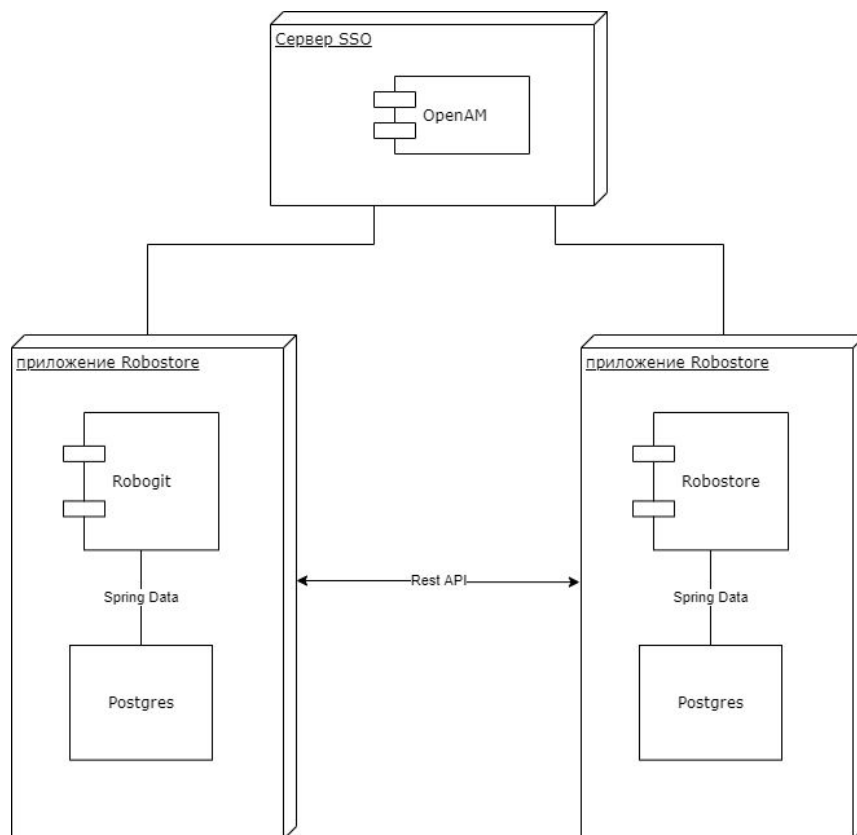 Сервер SSO
OpenAM
приложение Robostore
приложение Robostore
Robogit
Robostore
Rest API
Spring Data
Spring Data
Postgres
Postgres